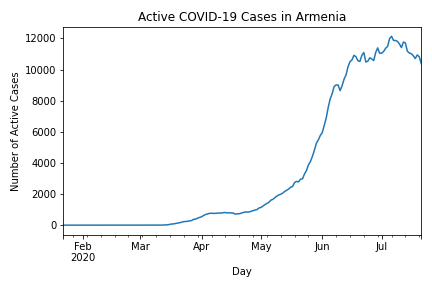 Active COVID-19 Cases in Armenia
Number of Active Cases
12000
10000
8000
6000
4000
2000
0
Feb Mar Apr May Jun Jul
2020
Day